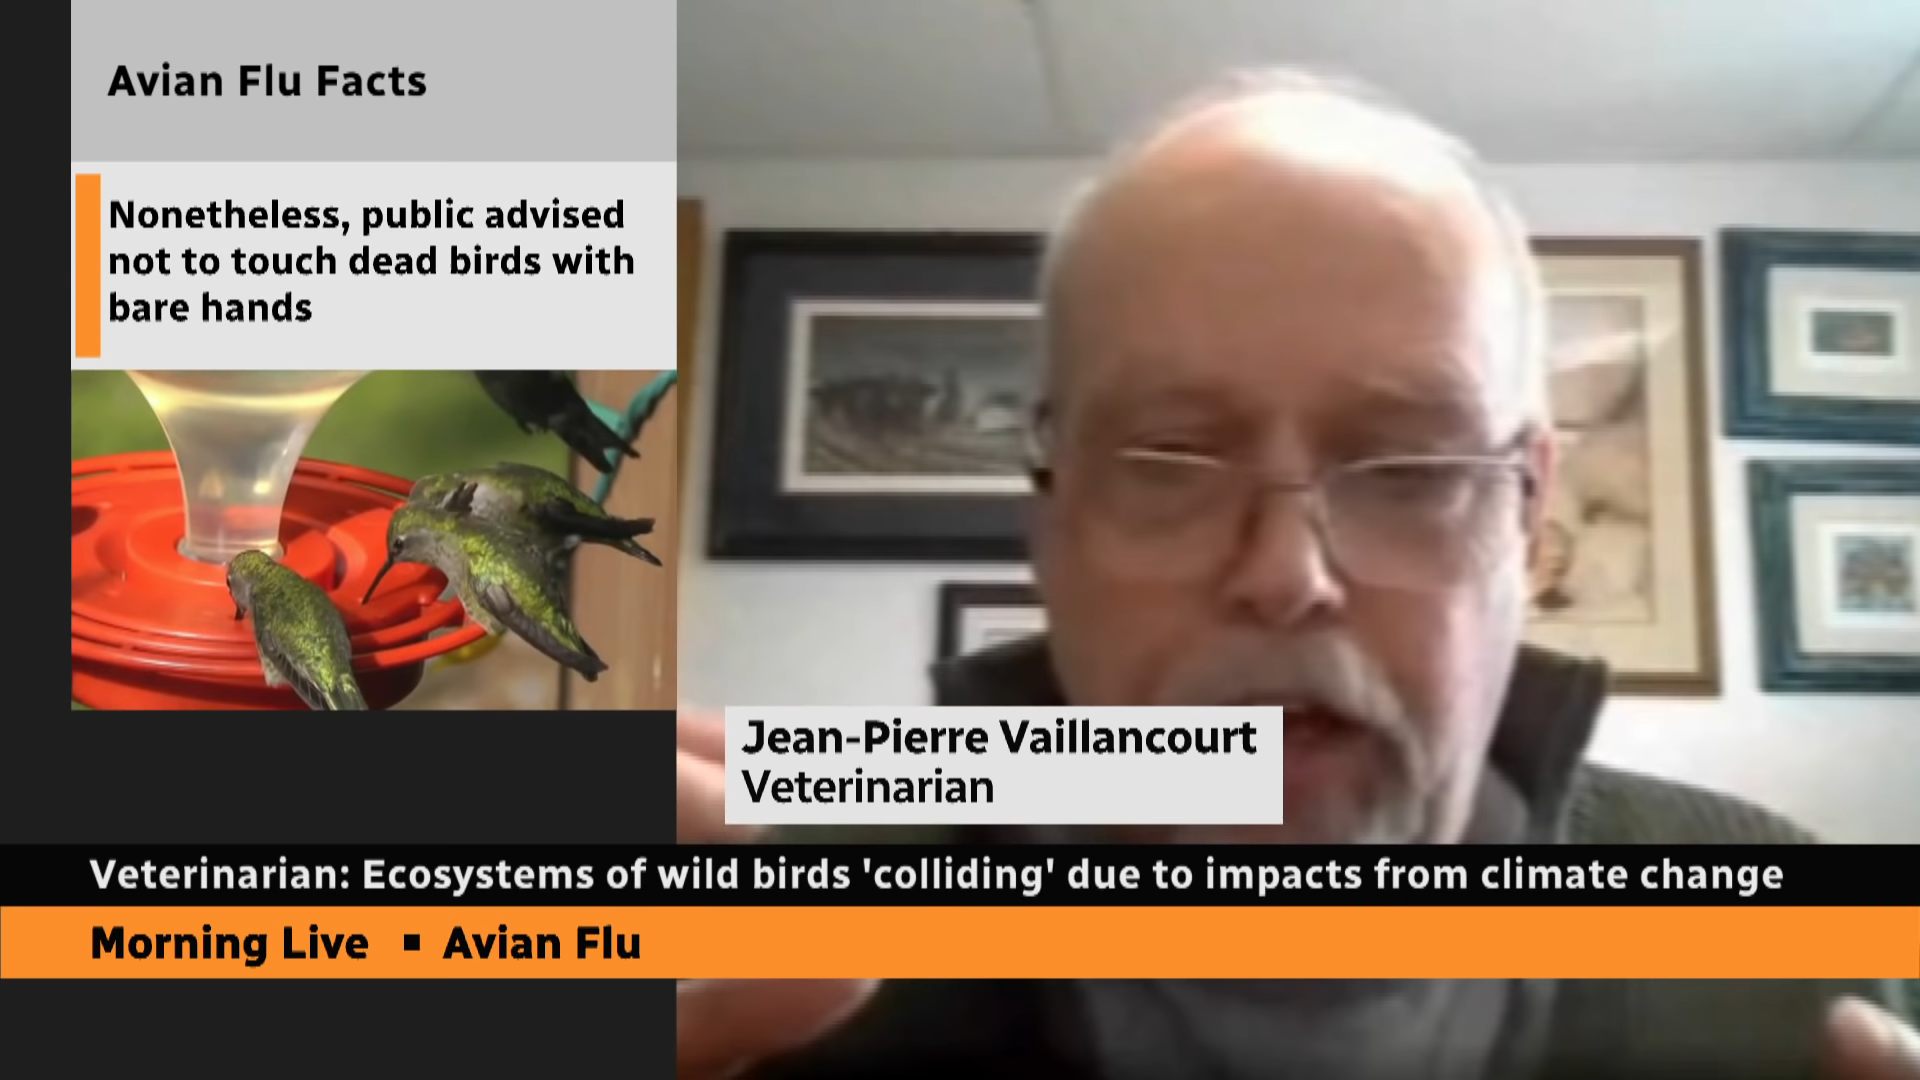 Avian Flu Facts
Nonetheless, public advised
not to touch dead birds with
bare hands
Jean-Pierre Vaillancourt
Veterinarian
Veterinarian: Ecosystems of wild birds 'colliding' due to impacts from climate change
Morning Live ▪ Avian Flu